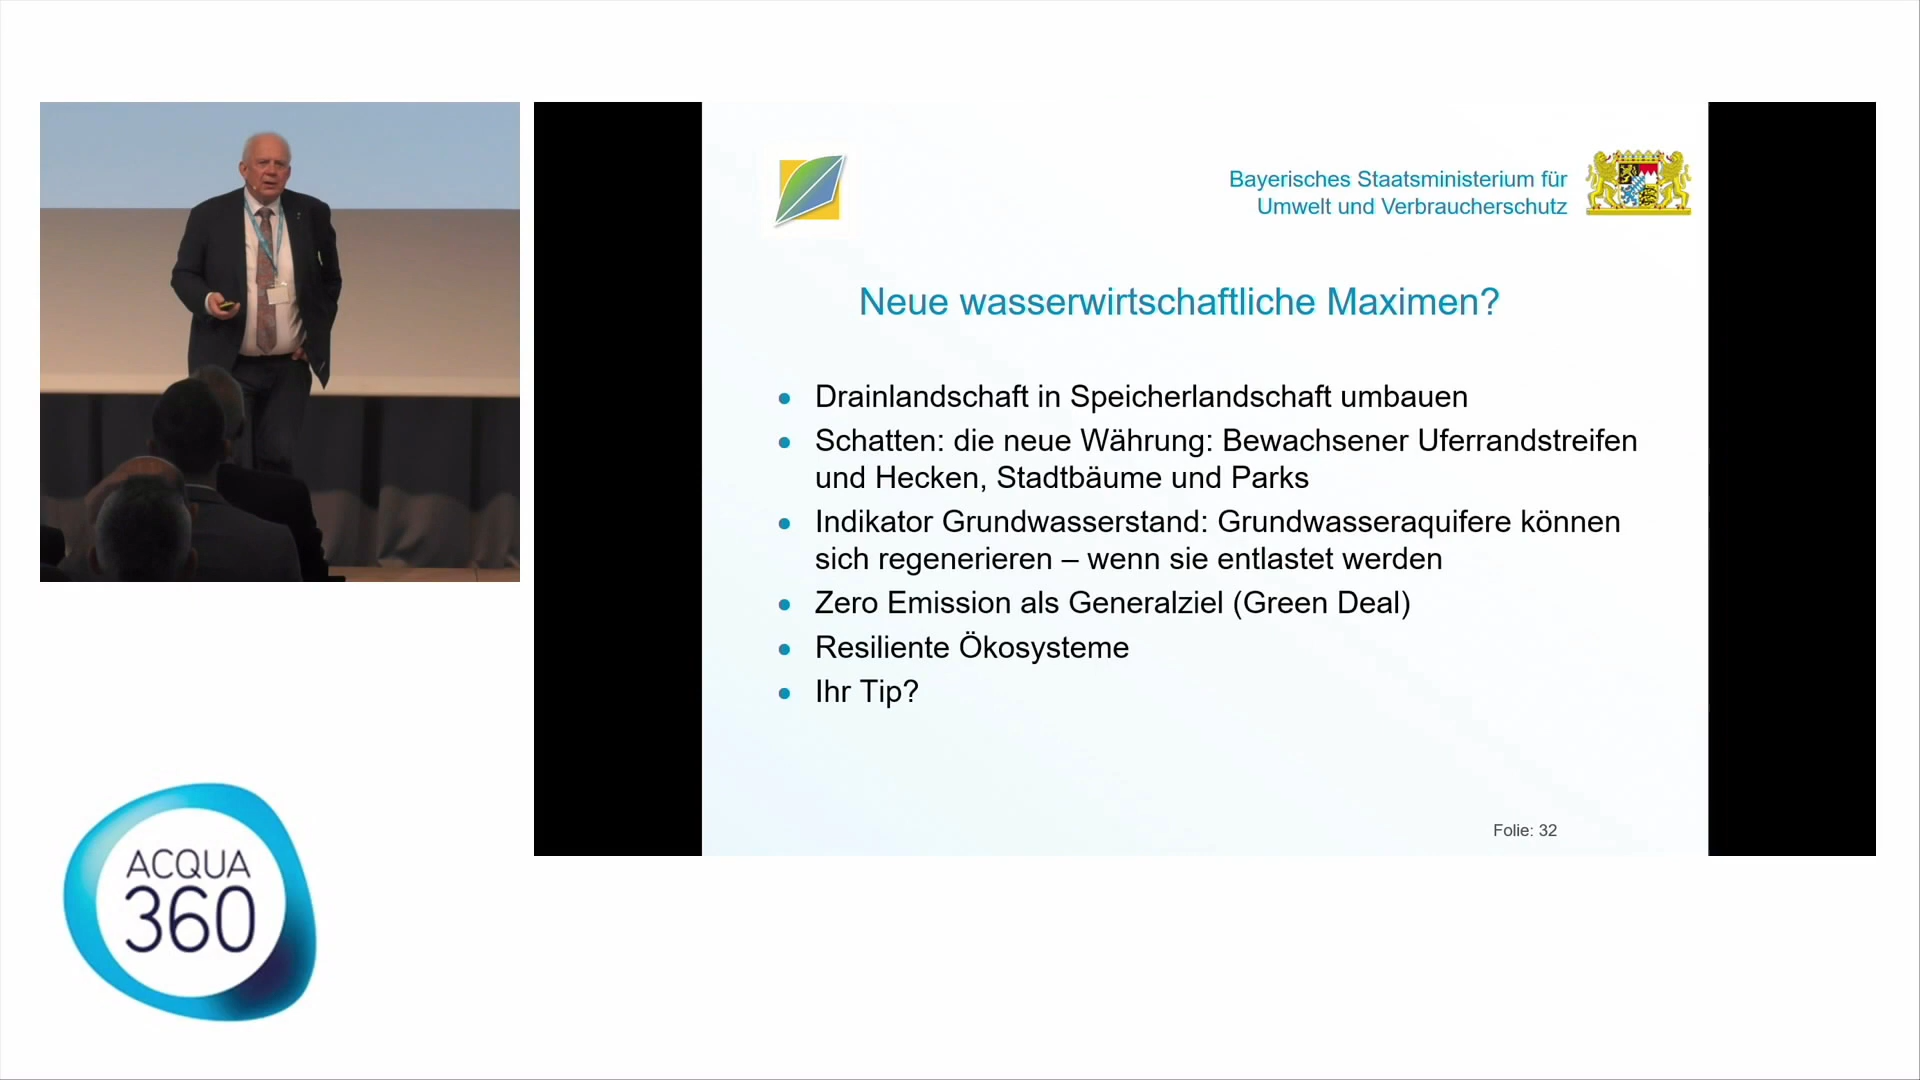 Bayerisches Staatsministerium für
Umwelt und Verbraucherschutz
Neue wasserwirtschaftliche Maximen?
Drainlandschaft in Speicherlandschaft umbauen
Schatten: die neue Währung: Bewachsener Uferrandstreifen
und Hecken, Stadtbäume und Parks
Indikator Grundwasserstand: Grundwasseraquifere können
sich regenerieren – wenn sie entlastet werden
Zero Emission als Generalziel (Green Deal)
Resiliente Ökosysteme
Ihr Tip?
Folie: 32
ACQUA
360